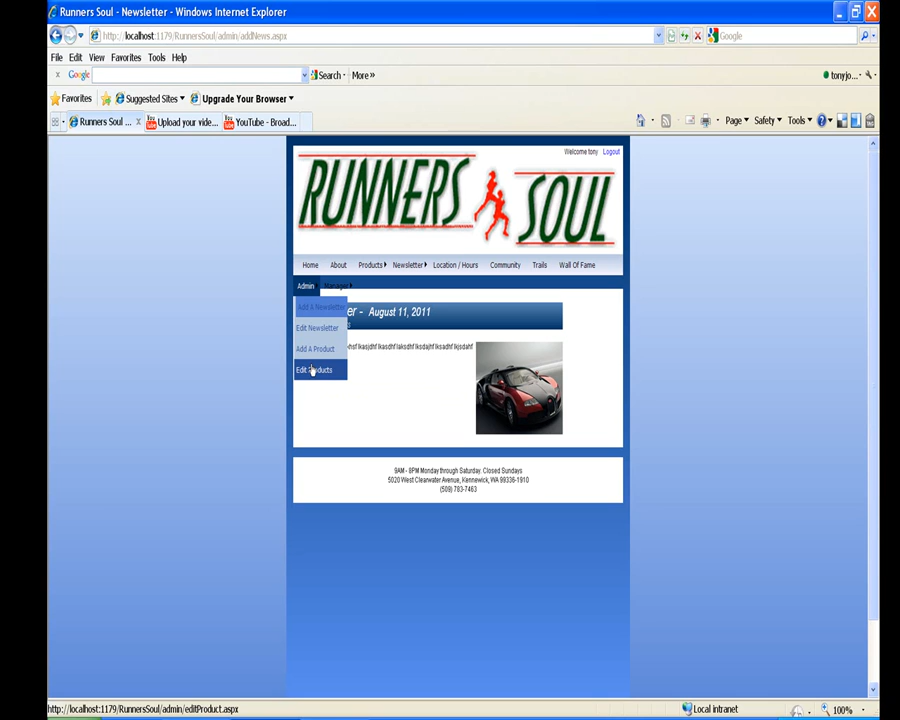 Runners Soul - Newsletter - Windows Internet Explorer
http://localhost:1179/RunnersSoul/admin/addNews.aspx
Google
File Edit View Favorites Tools Help
x Google Search More » tonyjo...
Favorites Suggested Sites Upgrade Your Browser
Runners Soul ... x Upload your vide... YouTube - Broad...
Page Safety Tools
Welcome tony Logout
RUNNERS SOUL
Home About Products Newsletter Location / Hours Community Trails Wall Of Fame
Admin Manager
Add A Newsletter
er - August 11, 2011
Edit Newsletter
Add A Product
Edit Products
9AM - 8PM Monday through Saturday. Closed Sundays
5020 West Clearwater Avenue, Kennewick, WA 99336-1910
(509) 783-7463
http://localhost:1179/RunnersSoul/admin/editProduct.aspx
Local intranet
100%